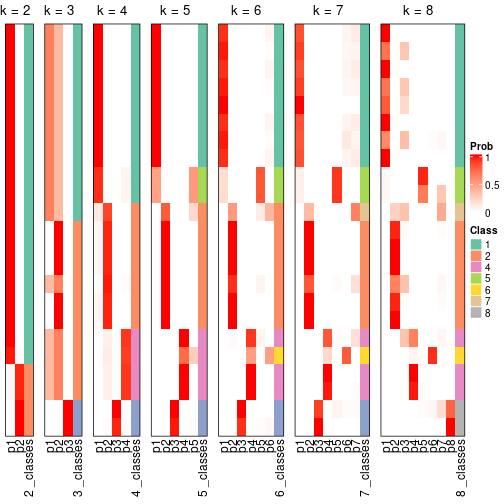 k = 2 k = 3 k = 4 k = 5 k = 6 k = 7 k = 8
Prob
1
0.5
0
Class
1
2
4
5
6
7
8
p1 p2 2_classes p1 p2 p3 3_classes p1 p2 p3 p4 4_classes p1 p2 p3 p4 p5 5_classes p1 p2 p3 p4 p5 p6 6_classes p1 p2 p3 p4 p5 p6 p7 7_classes p1 p2 p3 p4 p5 p6 p7 p8 8_classes